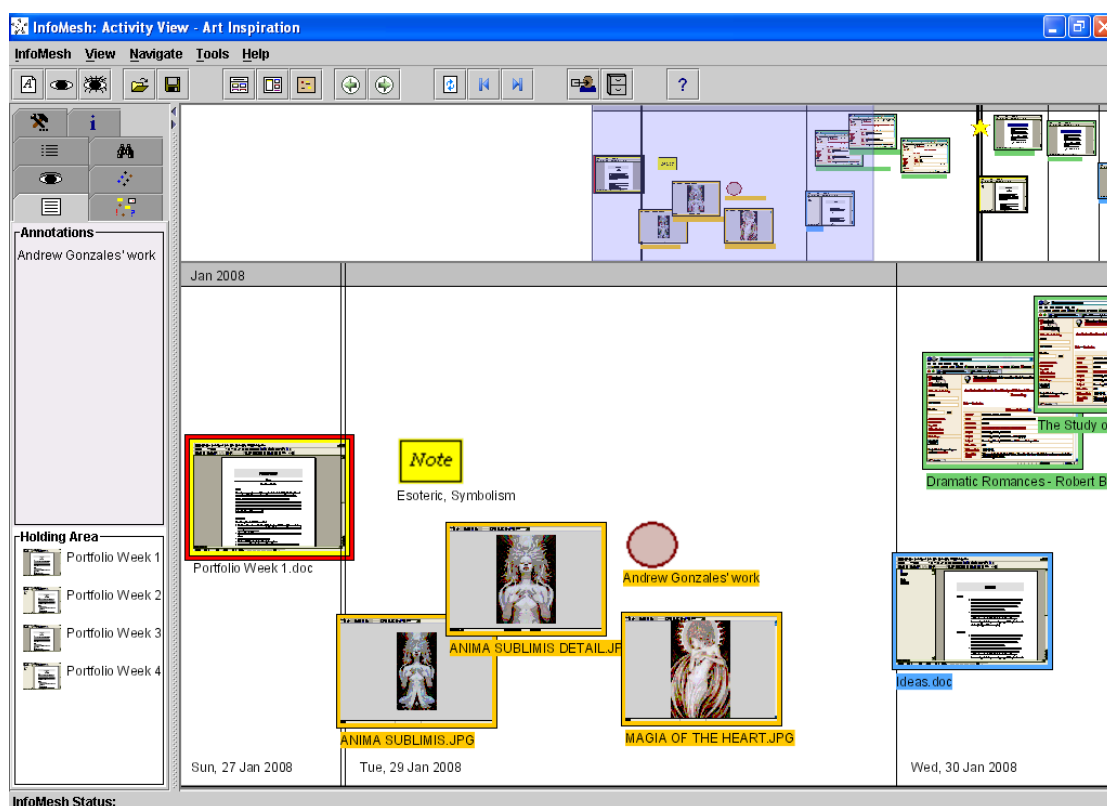 InfoMesh: Activity View - Art Inspiration
InfoMesh View Navigate Tools Help
A
?
i
Annotations
Andrew Gonzales' work
Jan 2008
The Study o
Dramatic Romances - Robert B
Note
Esoteric, Symbolism
Portfolio Week 1.doc
Andrew Gonzales' work
ANIMA SUBLIMIS DETAIL.JP
Ideas.doc
ANIMA SUBLIMIS.JPG
MAGIA OF THE HEART.JPG
Holding Area
Portfolio Week 1
Portfolio Week 2
Portfolio Week 3
Portfolio Week 4
Sun, 27 Jan 2008
Tue, 29 Jan 2008
Wed, 30 Jan 2008
InfoMesh Status: